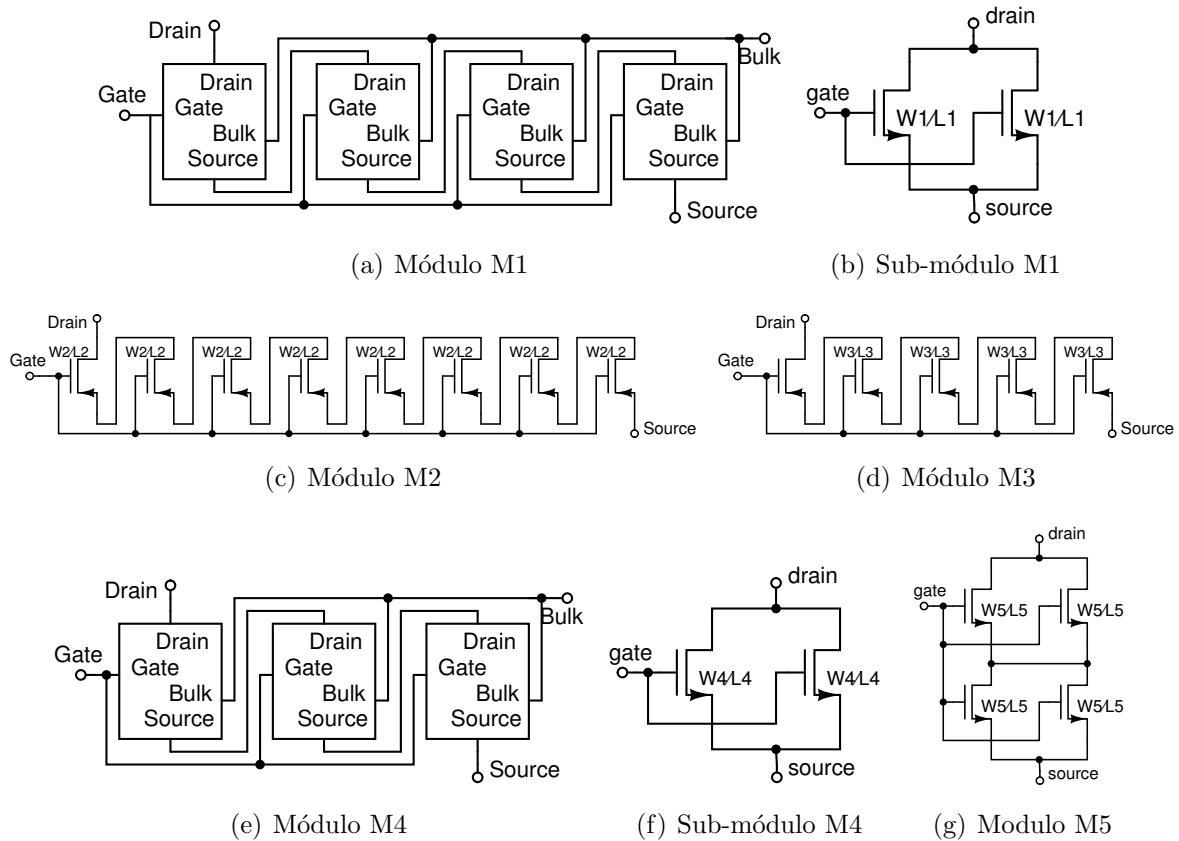 Drain
Bulk
Gate
Drain
Gate
Bulk
Source
Drain
Gate
Bulk
Source
Drain
Gate
Bulk
Source
Drain
Gate
Bulk
Source
Source
(a) Módulo M1
drain
gate
W1/L1
W1/L1
source
(b) Sub-módulo M1
Drain
Gate
W2/L2
W2/L2
W2/L2
W2/L2
W2/L2
W2/L2
W2/L2
W2/L2
Source
(c) Módulo M2
Drain
Gate
W3/L3
W3/L3
W3/L3
W3/L3
Source
(d) Módulo M3
Drain
Bulk
Gate
Drain
Gate
Bulk
Source
Drain
Gate
Bulk
Source
Drain
Gate
Bulk
Source
Source
(e) Módulo M4
drain
gate
W4/L4
W4/L4
source
(f) Sub-módulo M4
drain
gate
W5/L5
W5/L5
W5/L5
W5/L5
source
(g) Modulo M5